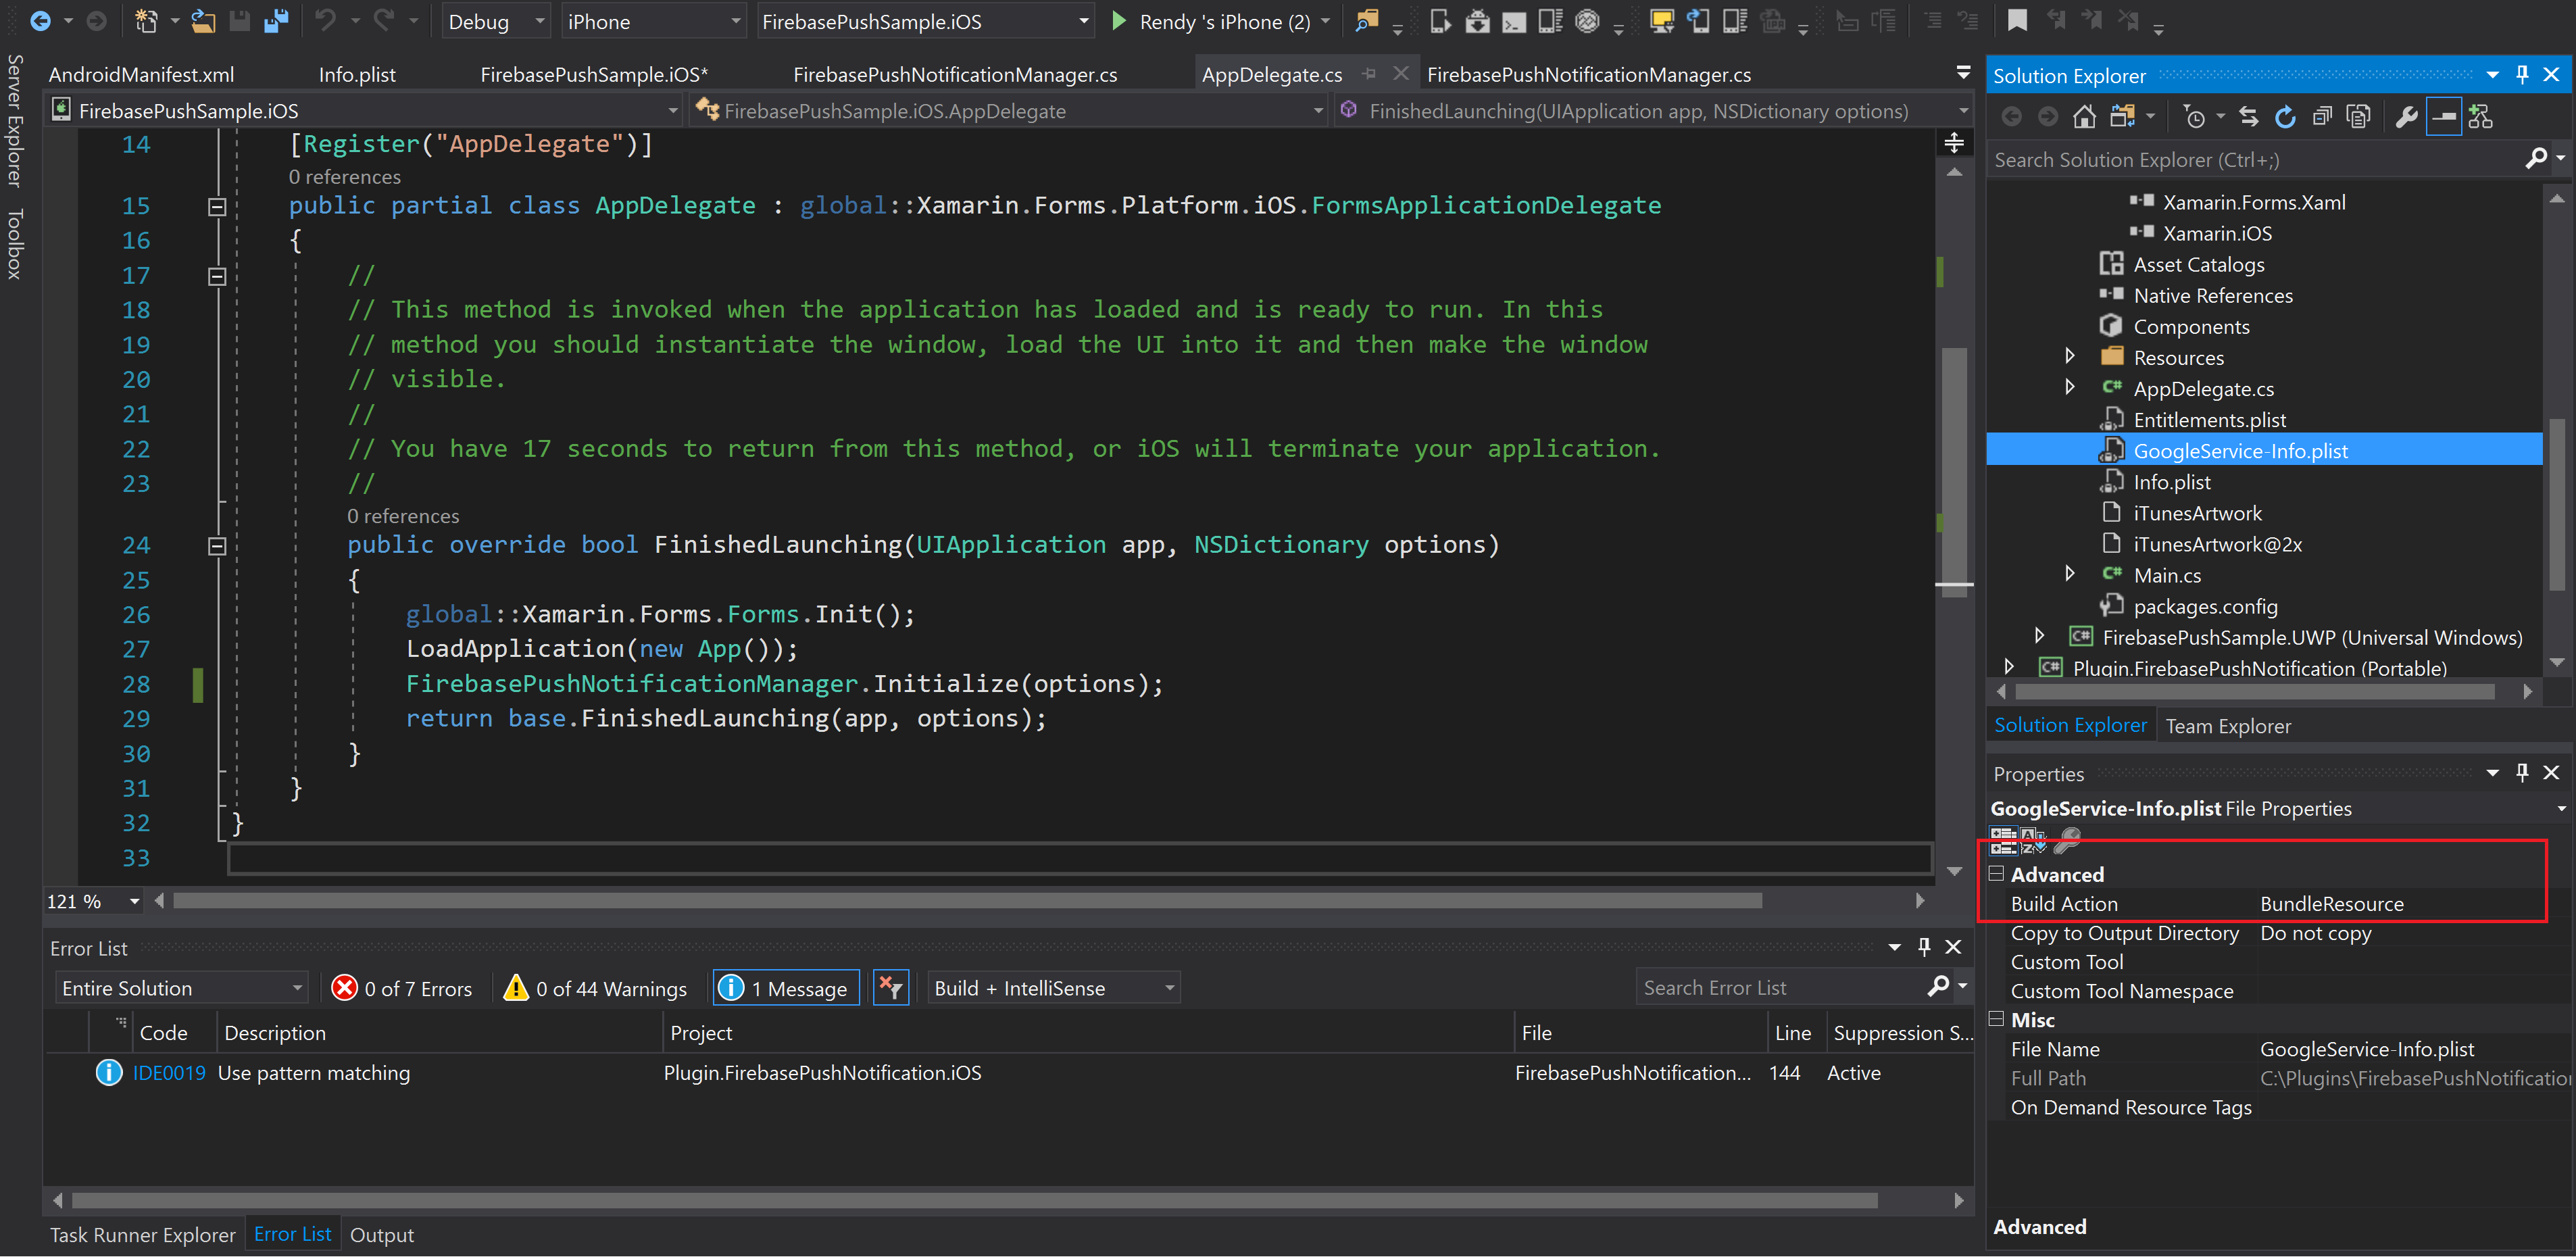 Debug
iPhone
FirebasePushSample.iOS
Rendy 's iPhone (2)
Server Explorer
Toolbox
AndroidManifest.xml
Info.plist
FirebasePushSample.iOS*
FirebasePushNotificationManager.cs
AppDelegate.cs
FirebasePushNotificationManager.cs
FirebasePushSample.iOS
FirebasePushSample.iOS.AppDelegate
FinishedLaunching(UIApplication app, NSDictionary options)
14 [Register("AppDelegate")]
0 references
15 public partial class AppDelegate : global::Xamarin.Forms.Platform.iOS.FormsApplicationDelegate
16 {
17 //
18 // This method is invoked when the application has loaded and is ready to run. In this
19 // method you should instantiate the window, load the UI into it and then make the window
20 // visible.
21 //
22 // You have 17 seconds to return from this method, or iOS will terminate your application.
23 //
0 references
24 public override bool FinishedLaunching(UIApplication app, NSDictionary options)
25 {
26 global::Xamarin.Forms.Forms.Init();
27 LoadApplication(new App());
28 FirebasePushNotificationManager.Initialize(options);
29 return base.FinishedLaunching(app, options);
30 }
31 }
32 }
33
121 %
Error List
Entire Solution
0 of 7 Errors
0 of 44 Warnings
1 Message
Build + IntelliSense
Search Error List
Code Description Project File Line Suppression S...
IDE0019 Use pattern matching Plugin.FirebasePushNotification.iOS FirebasePushNotification... 144 Active
Task Runner Explorer
Error List
Output
Solution Explorer
Search Solution Explorer (Ctrl+;)
Xamarin.Forms.Xaml
Xamarin.iOS
Asset Catalogs
Native References
Components
Resources
C# AppDelegate.cs
Entitlements.plist
GoogleService-Info.plist
Info.plist
iTunesArtwork
iTunesArtwork@2x
C# Main.cs
packages.config
C# FirebasePushSample.UWP (Universal Windows)
C# Plugin.FirebasePushNotification (Portable)
Solution Explorer
Team Explorer
Properties
GoogleService-Info.plist File Properties
Advanced
Build Action BundleResource
Copy to Output Directory Do not copy
Custom Tool
Custom Tool Namespace
Misc
File Name GoogleService-Info.plist
Full Path C:\Plugins\FirebasePushNotificatio
On Demand Resource Tags
Advanced